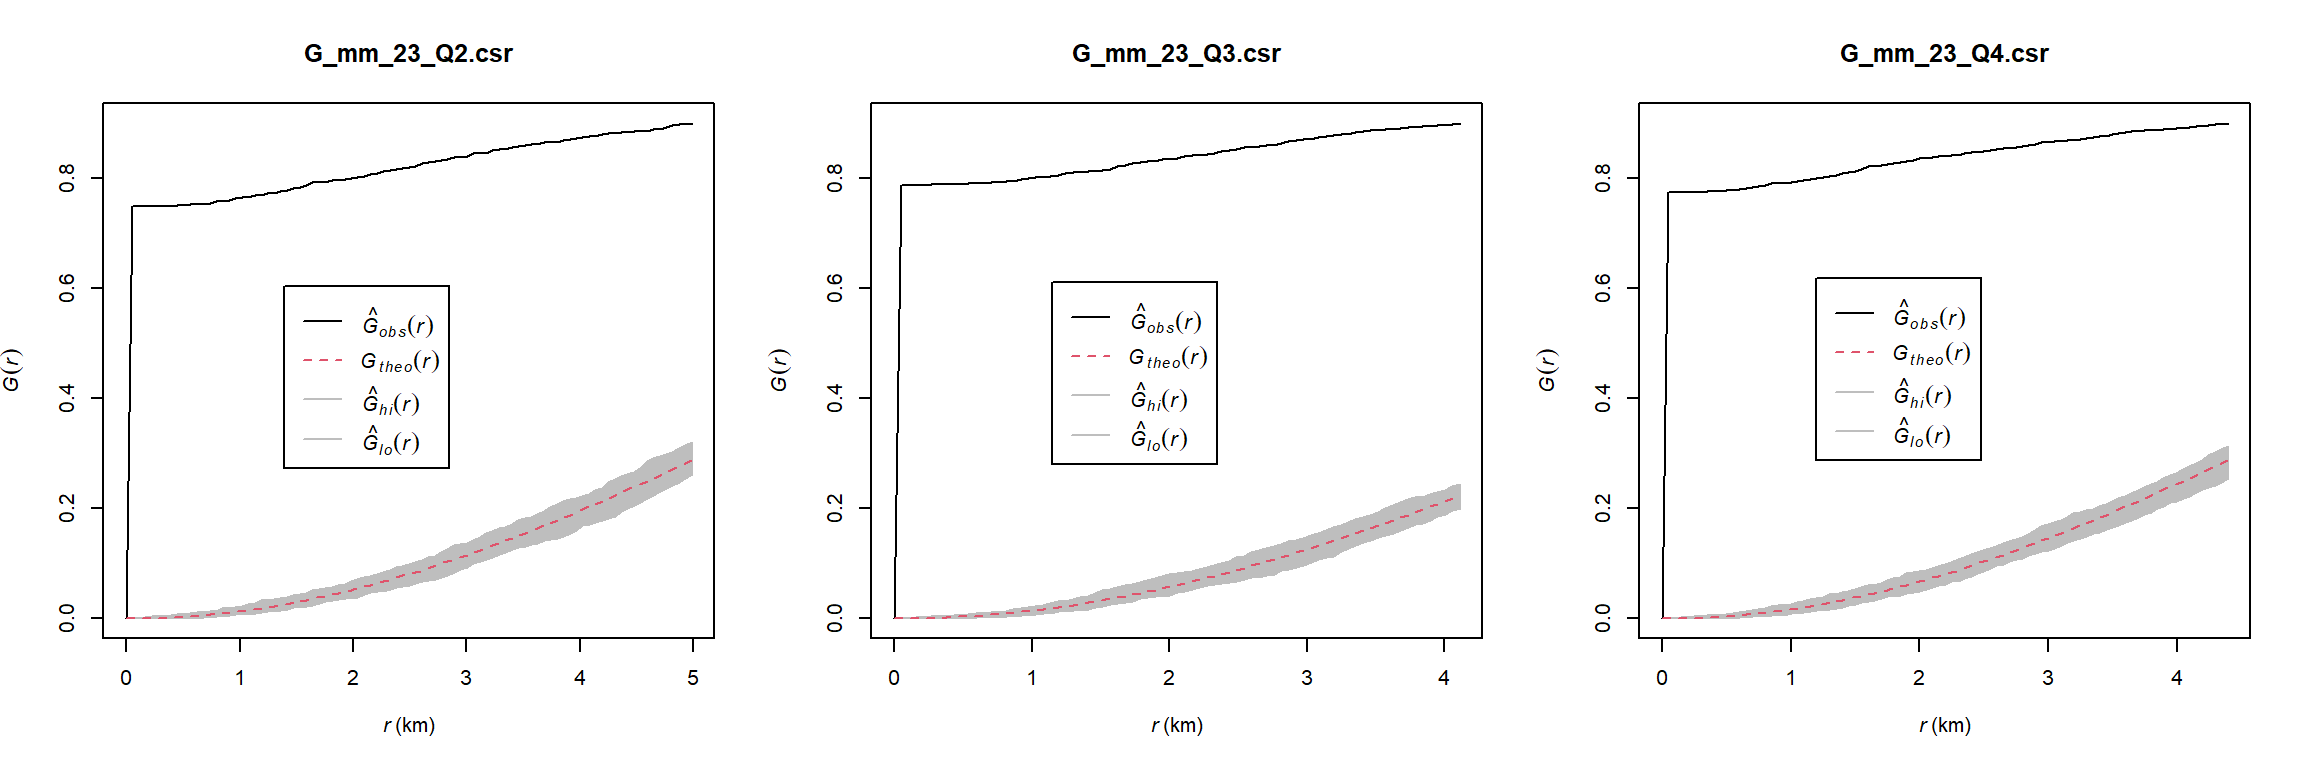 G_mm_23_Q2.csr
G(r)
0.0 0.2 0.4 0.6 0.8
Ĝobs(r)
Gtheo(r)
Ĝhi(r)
Ĝlo(r)
0 1 2 3 4 5
r (km)
G_mm_23_Q3.csr
G(r)
0.0 0.2 0.4 0.6 0.8
Ĝobs(r)
Gtheo(r)
Ĝhi(r)
Ĝlo(r)
0 1 2 3 4
r (km)
G_mm_23_Q4.csr
G(r)
0.0 0.2 0.4 0.6 0.8
Ĝobs(r)
Gtheo(r)
Ĝhi(r)
Ĝlo(r)
0 1 2 3 4
r (km)